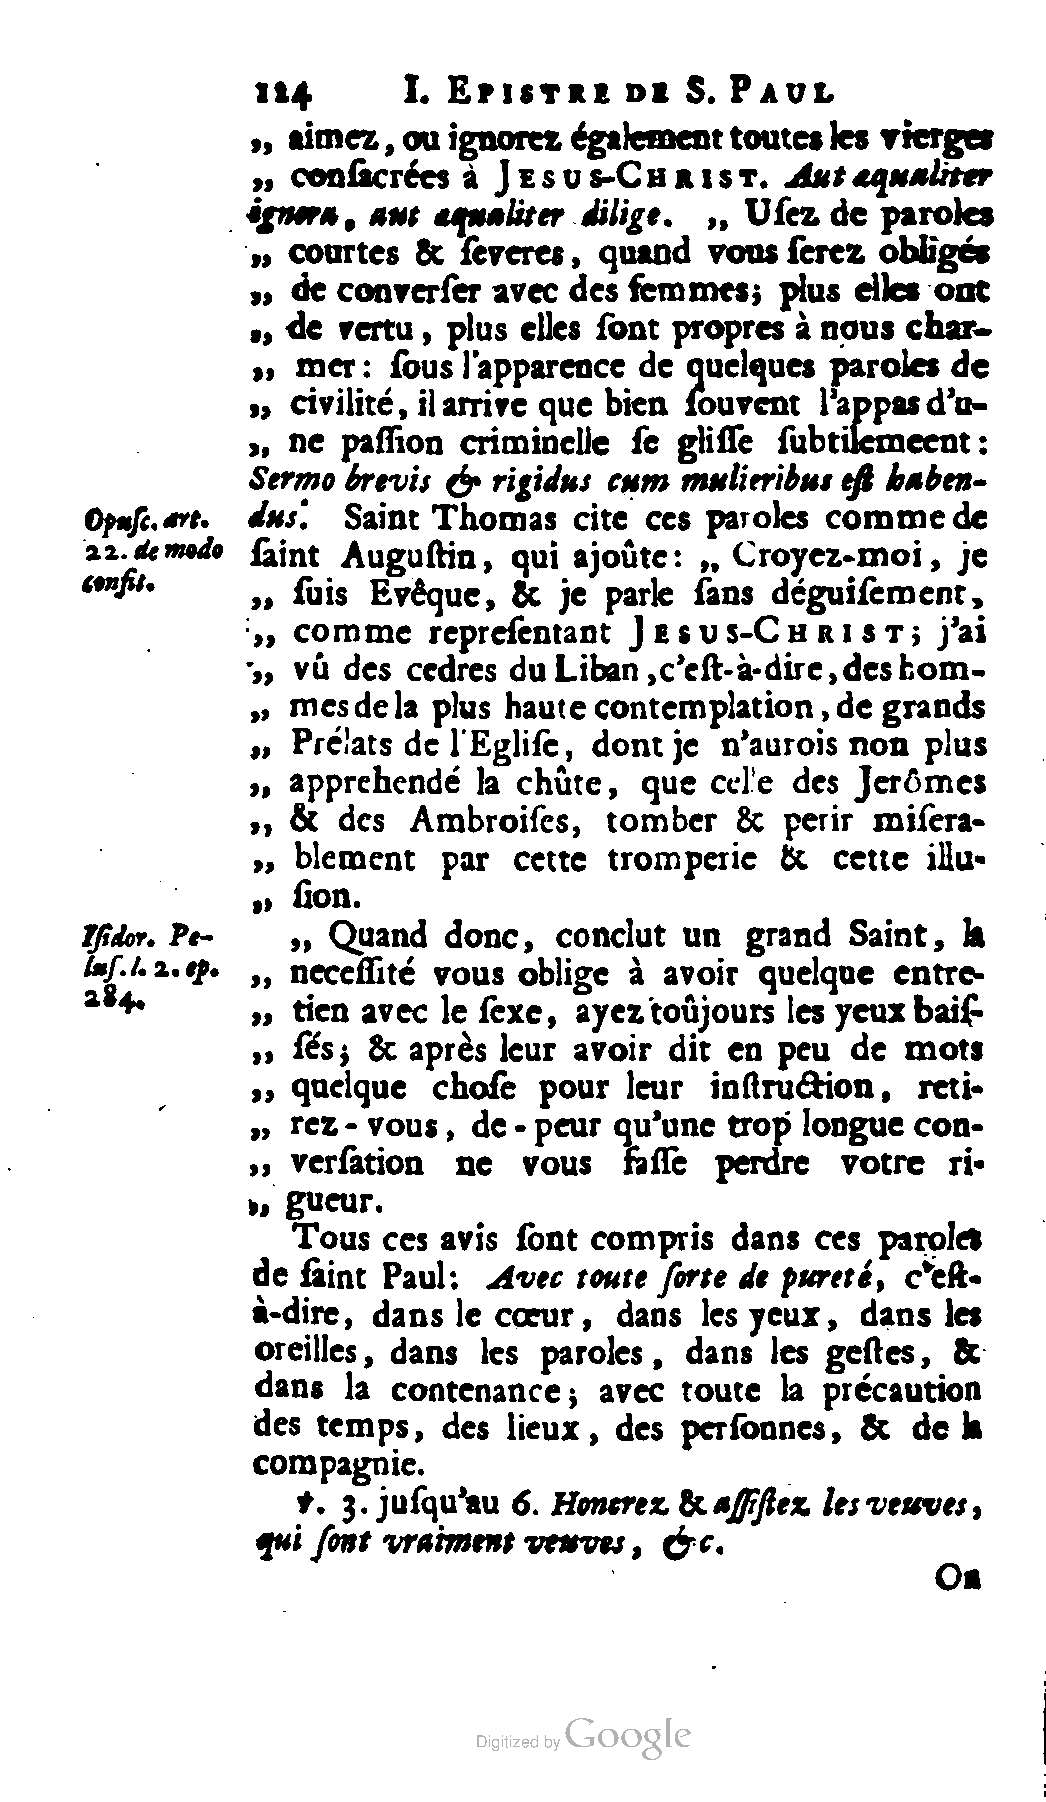 124 I. EPISTRE DE S. PAUL
„ aimez, ou ignorez également toutes les vierges
„ consacrées à JESUS-CHRIST. Aut æqualiter
ignora, aut æqualiter dilige. „ Uſez de paroles
„ courtes & ſeveres, quand vous ſerez obligés
„ de converſer avec des femmes; plus elles ont
„ de vertu, plus elles ſont propres à nous char-
„ mer: ſous l'apparence de quelques paroles de
„ civilité, il arrive que bien ſouvent l'appas d'u-
„ ne paſſion criminelle ſe gliſſe ſubtilemeent:
Sermo brevis & rigidus cum mulieribus eſt haben-
dus. Saint Thomas cite ces paroles comme de
Opuſc. art.
22. de modo
confit.
ſaint Auguſtin, qui ajoûte: „ Croyez-moi, je
„ ſuis Evêque, & je parle ſans déguiſement,
„ comme repreſentant JESUS-CHRIST; j'ai
„ vû des cedres du Liban, c'eſt-à-dire, des hom-
„ mes de la plus haute contemplation, de grands
„ Prélats de l'Egliſe, dont je n'aurois non plus
„ apprehendé la chûte, que celle des Jerômes
„ & des Ambroiſes, tomber & perir miſera-
„ blement par cette tromperie & cette illu-
„ ſion.
Iſidor. Pe-
luſ. l. 2. ep.
284.
„ Quand donc, conclut un grand Saint, la
„ neceſſité vous oblige à avoir quelque entre-
„ tien avec le ſexe, ayez toûjours les yeux baiſ-
„ ſés; & après leur avoir dit en peu de mots
„ quelque choſe pour leur inſtruction, reti-
„ rez-vous, de-peur qu'une trop longue con-
„ verſation ne vous faſſe perdre votre ri-
„ gueur.
Tous ces avis ſont compris dans ces paroles
de ſaint Paul: Avec toute ſorte de pureté, c'eſt-
à-dire, dans le cœur, dans les yeux, dans les
oreilles, dans les paroles, dans les geſtes, &
dans la contenance; avec toute la précaution
des temps, des lieux, des perſonnes, & de la
compagnie.
℣. 3. juſqu'au 6. Honorez & aſſiſtez les veuves,
qui ſont vraiment veuves, &c.
On
Digitized by Google